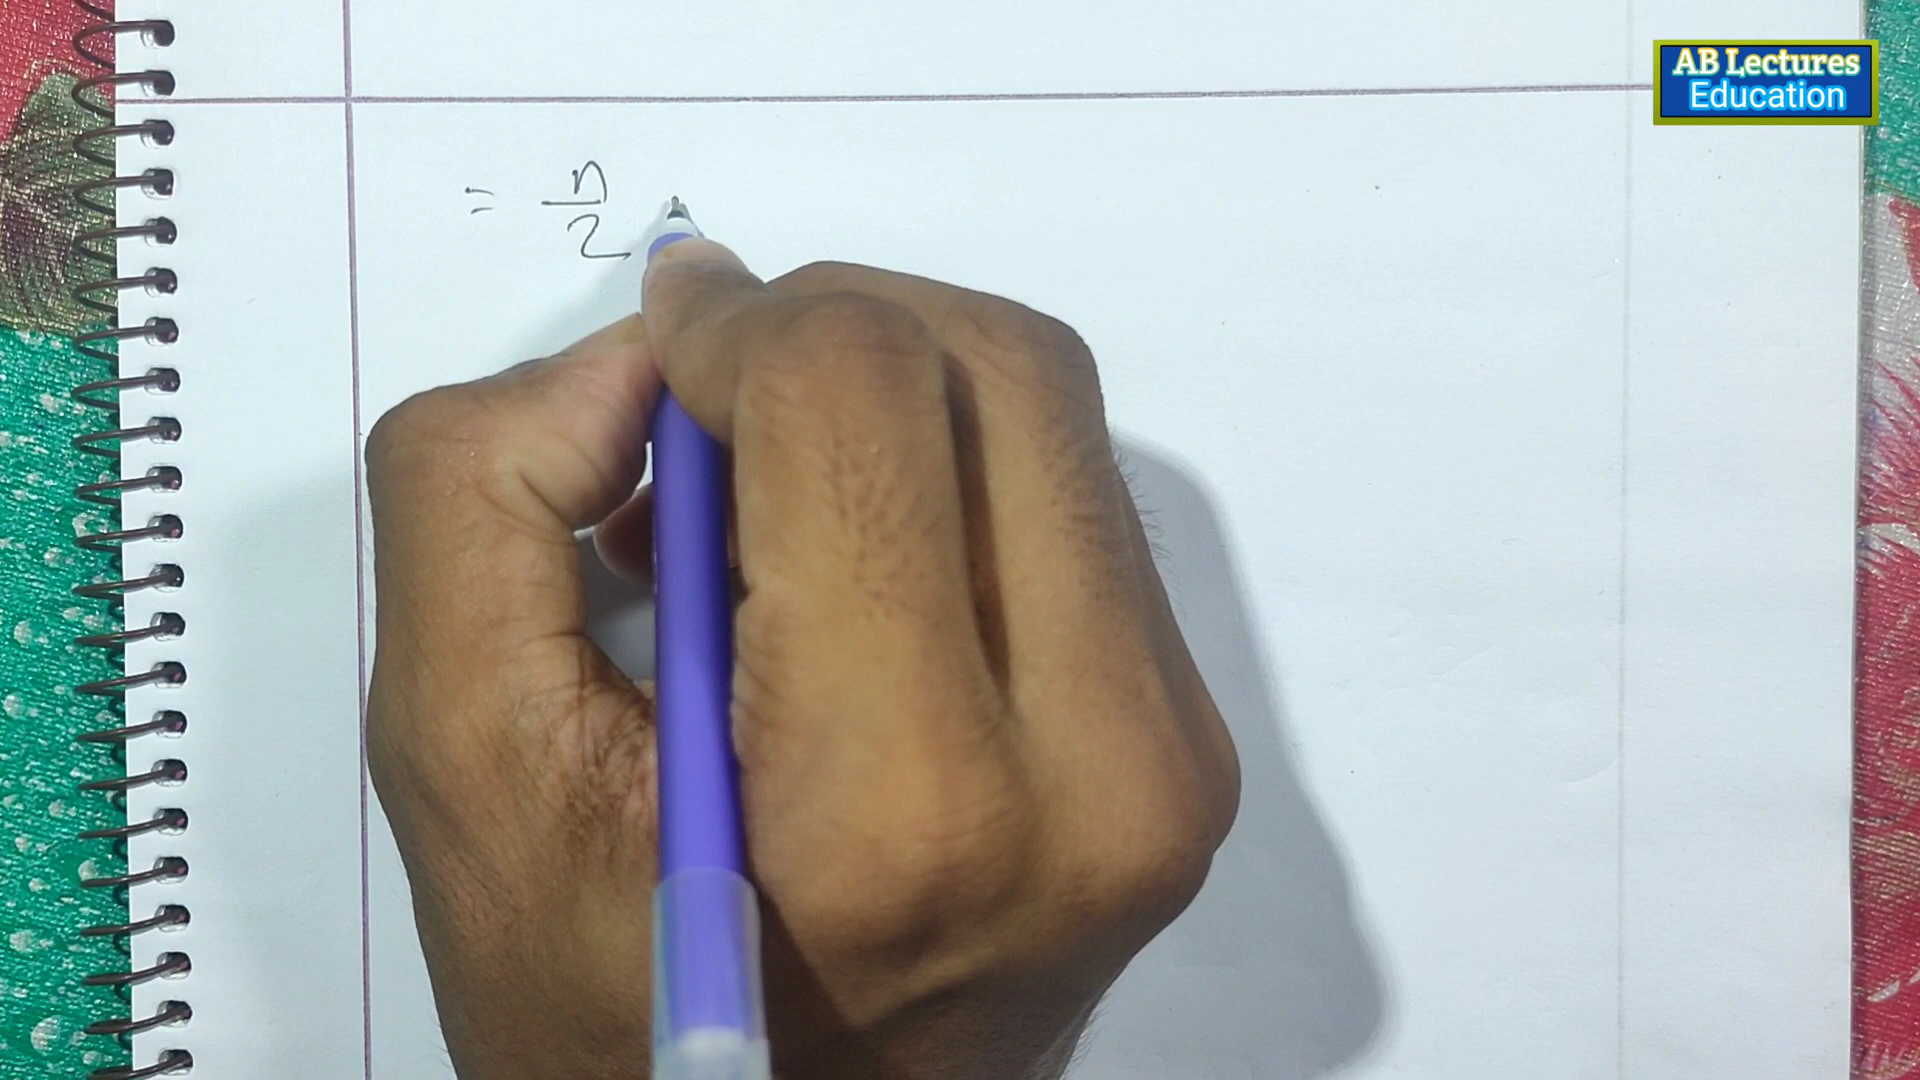 AB Lectures
Education
= n/2